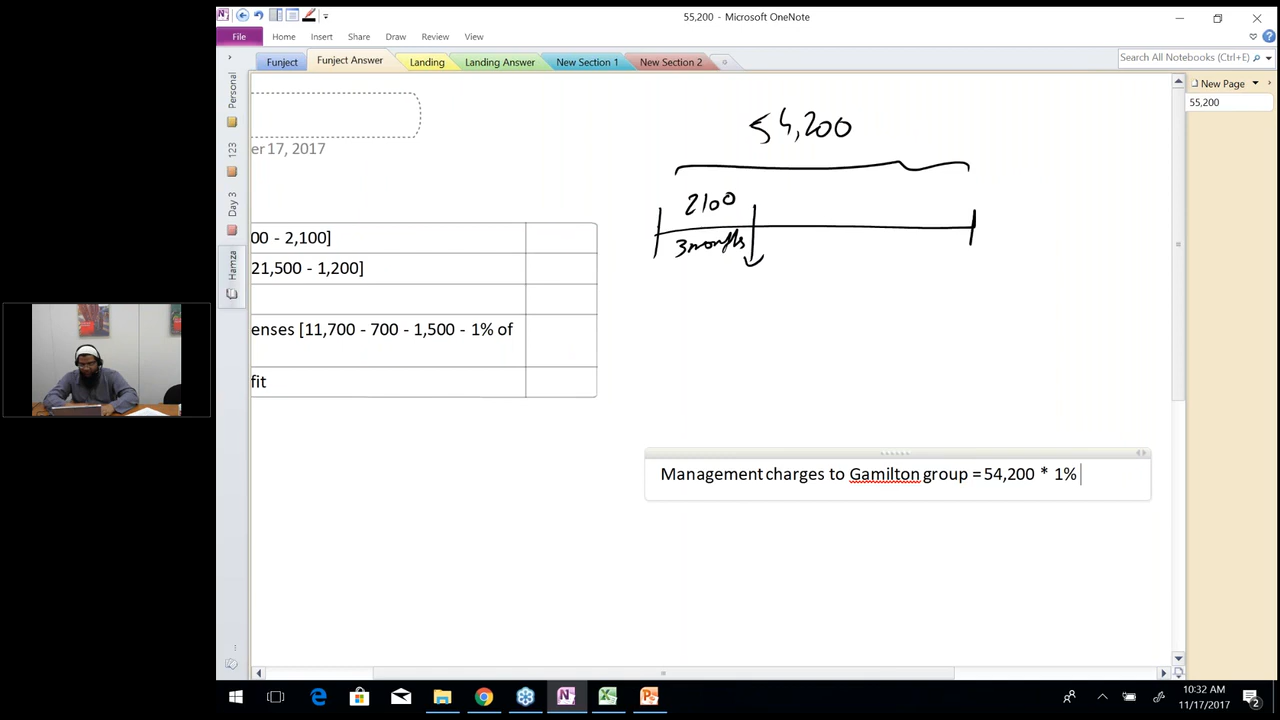 55,200 - Microsoft OneNote
File Home Insert Share Draw Review View
Funject Funject Answer Landing Landing Answer New Section 1 New Section 2
Search All Notebooks (Ctrl+E)
New Page
55,200
Personal
123
Day 3
Hamza
er 17, 2017
00 - 2,100]
21,500 - 1,200]
enses [11,700 - 700 - 1,500 - 1% of
fit
54,200
2100
3 months
Management charges to Gamilton group = 54,200 * 1%
10:32 AM
11/17/2017
2